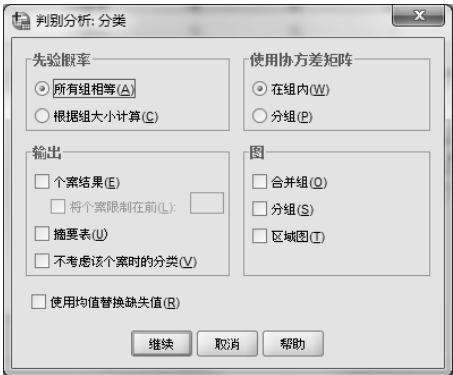 判别分析: 分类
先验概率
所有组相等(A)
根据组大小计算(C)
使用协方差矩阵
在组内(W)
分组(P)
输出
个案结果(E)
将个案限制在前(L):
摘要表(U)
不考虑该个案时的分类(V)
图
合并组(O)
分组(S)
区域图(T)
使用均值替换缺失值(R)
继续
取消
帮助